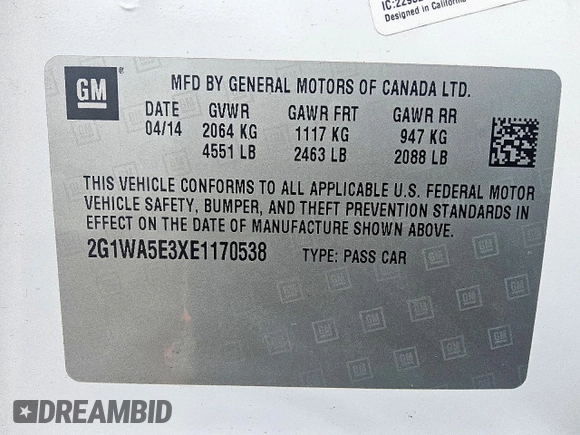 Designed in California
GM
MFD BY GENERAL MOTORS OF CANADA LTD.
DATE GVWR GAWR FRT GAWR RR
04/14 2064 KG 1117 KG 947 KG
4551 LB 2463 LB 2088 LB
THIS VEHICLE CONFORMS TO ALL APPLICABLE U.S. FEDERAL MOTOR
VEHICLE SAFETY, BUMPER, AND THEFT PREVENTION STANDARDS IN
EFFECT ON THE DATE OF MANUFACTURE SHOWN ABOVE.
2G1WA5E3XE1170538 TYPE: PASS CAR
DREAMBID